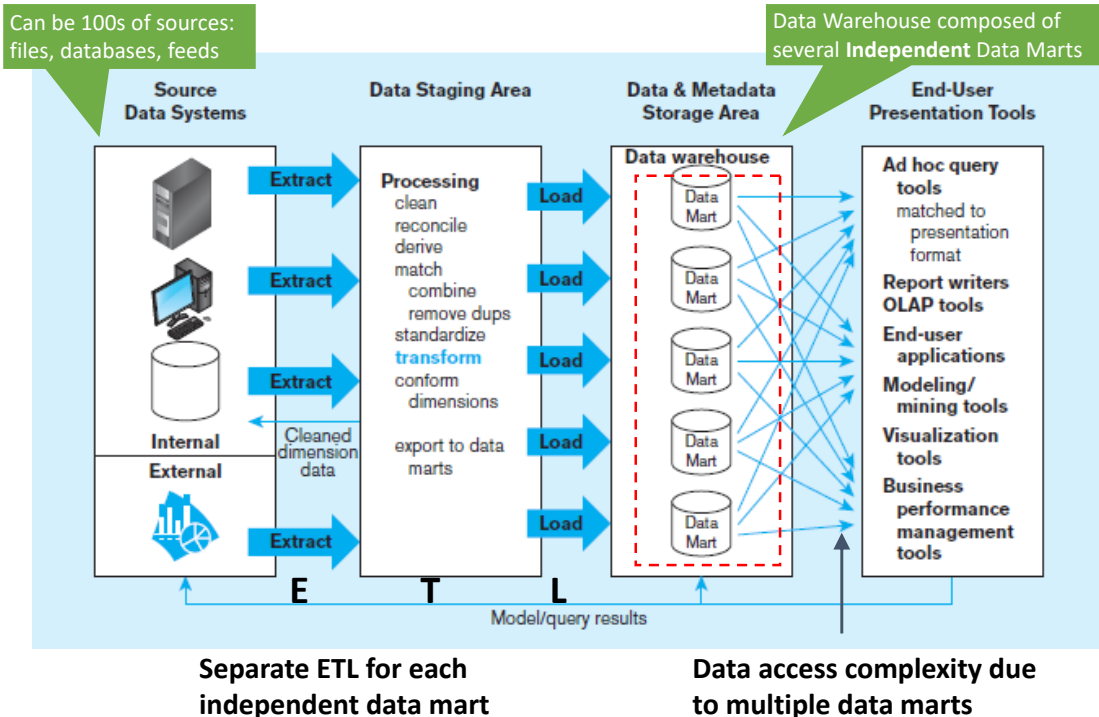 Can be 100s of sources:
files, databases, feeds
Data Warehouse composed of
several Independent Data Marts
Source
Data Systems
Data Staging Area
Data & Metadata
Storage Area
End-User
Presentation Tools
Extract
Extract
Extract
Extract
Internal
External
Cleaned
dimension
data
Processing
clean
reconcile
derive
match
combine
remove dups
standardize
transform
conform
dimensions
export to data
marts
Load
Load
Load
Load
Load
Data warehouse
Data
Mart
Data
Mart
Data
Mart
Data
Mart
Data
Mart
Ad hoc query
tools
matched to
presentation
format
Report writers
OLAP tools
End-user
applications
Modeling/
mining tools
Visualization
tools
Business
performance
management
tools
E T L
Model/query results
Separate ETL for each
independent data mart
Data access complexity due
to multiple data marts